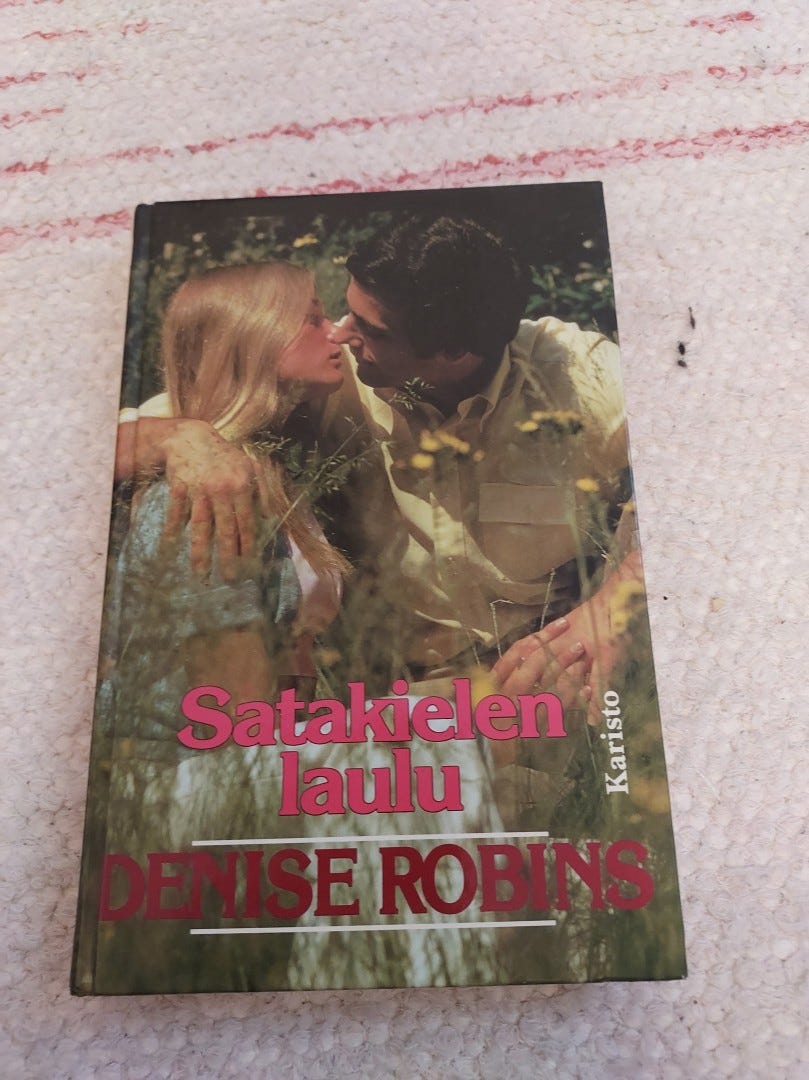 Satakielen
laulu
Karisto
DENISE ROBINS